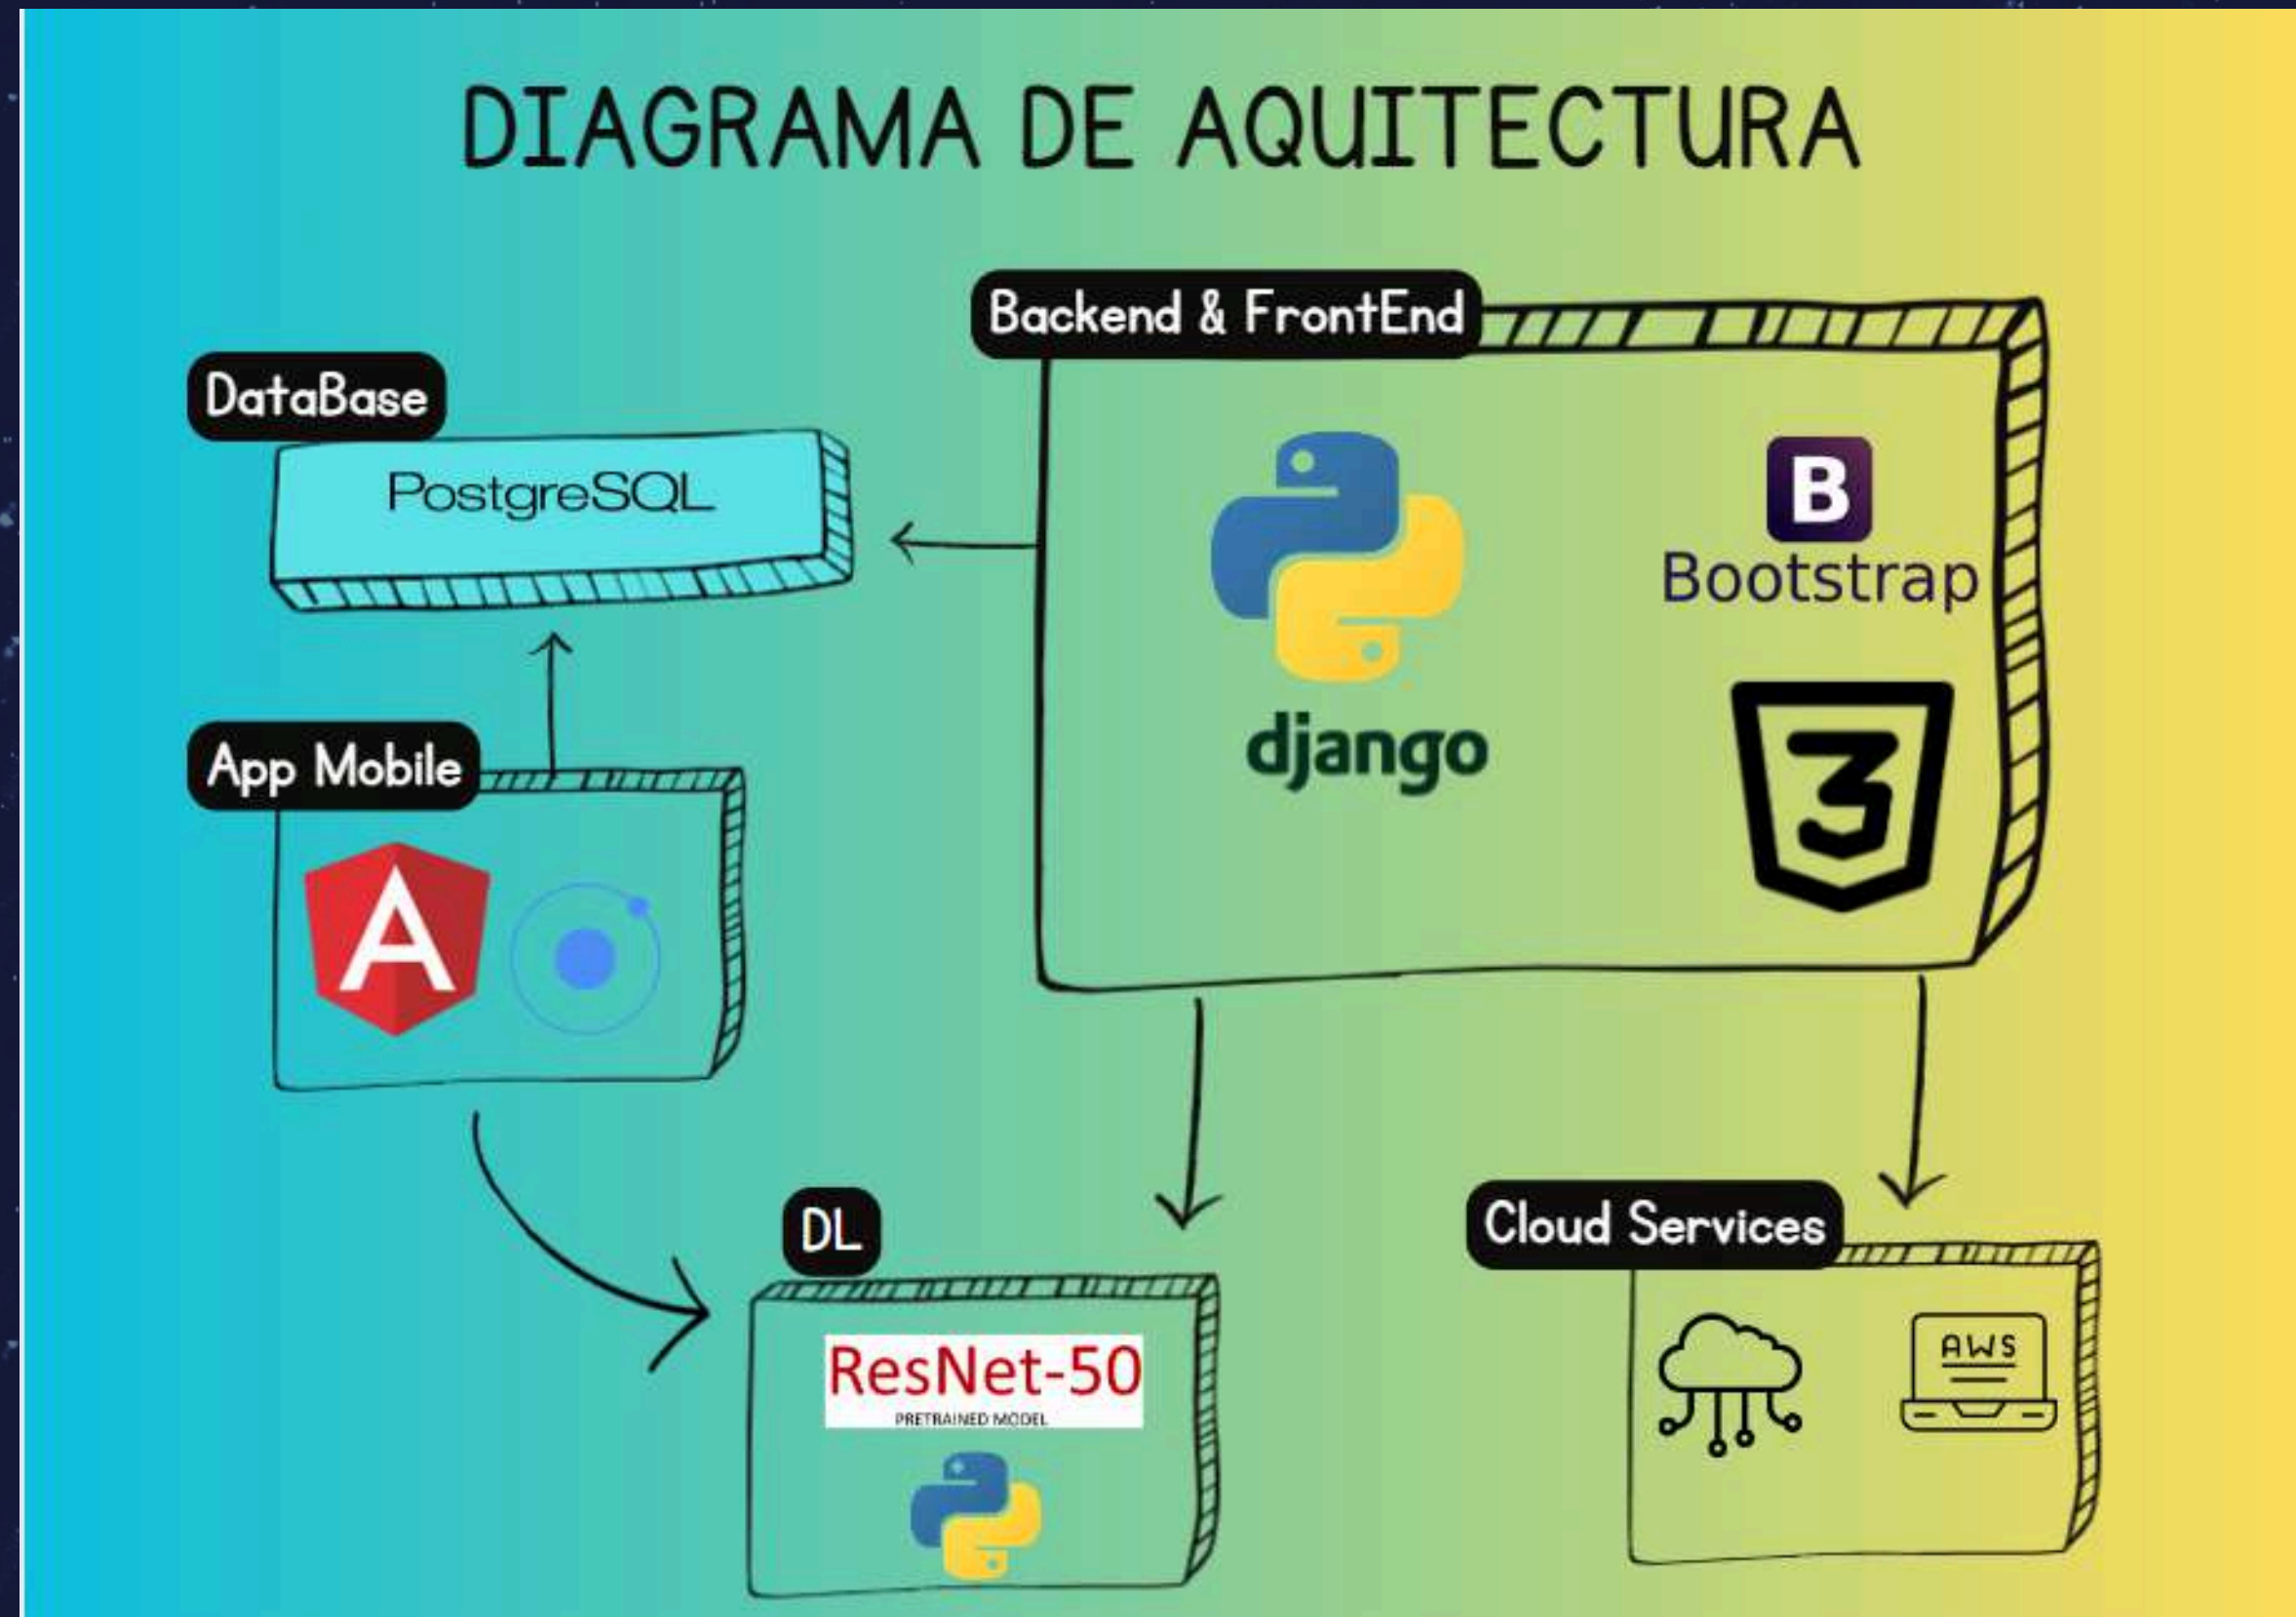 DIAGRAMA DE AQUITECTURA
Backend & FrontEnd
DataBase
PostgreSQL
B
Bootstrap
django
3
App Mobile
A
DL
ResNet-50
PRETRAINED MODEL
Cloud Services
AWS